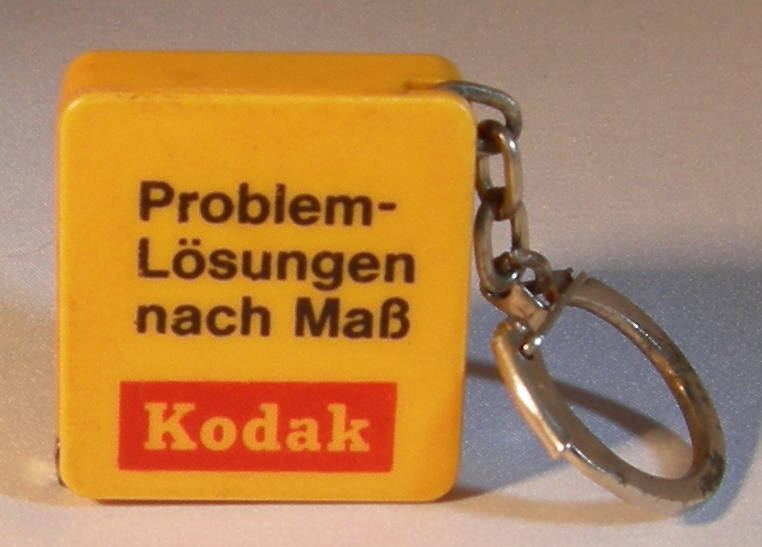 Problem-
Lösungen
nach Maß
Kodak